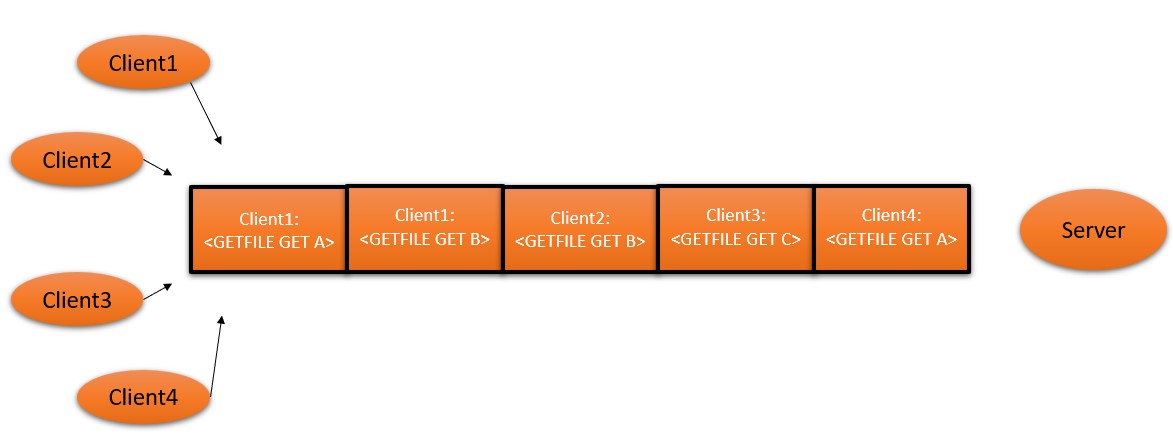 Client1
Client2
Client1:
<GETFILE GET A>
Client1:
<GETFILE GET B>
Client2:
<GETFILE GET B>
Client3:
<GETFILE GET C>
Client4:
<GETFILE GET A>
Server
Client3
Client4